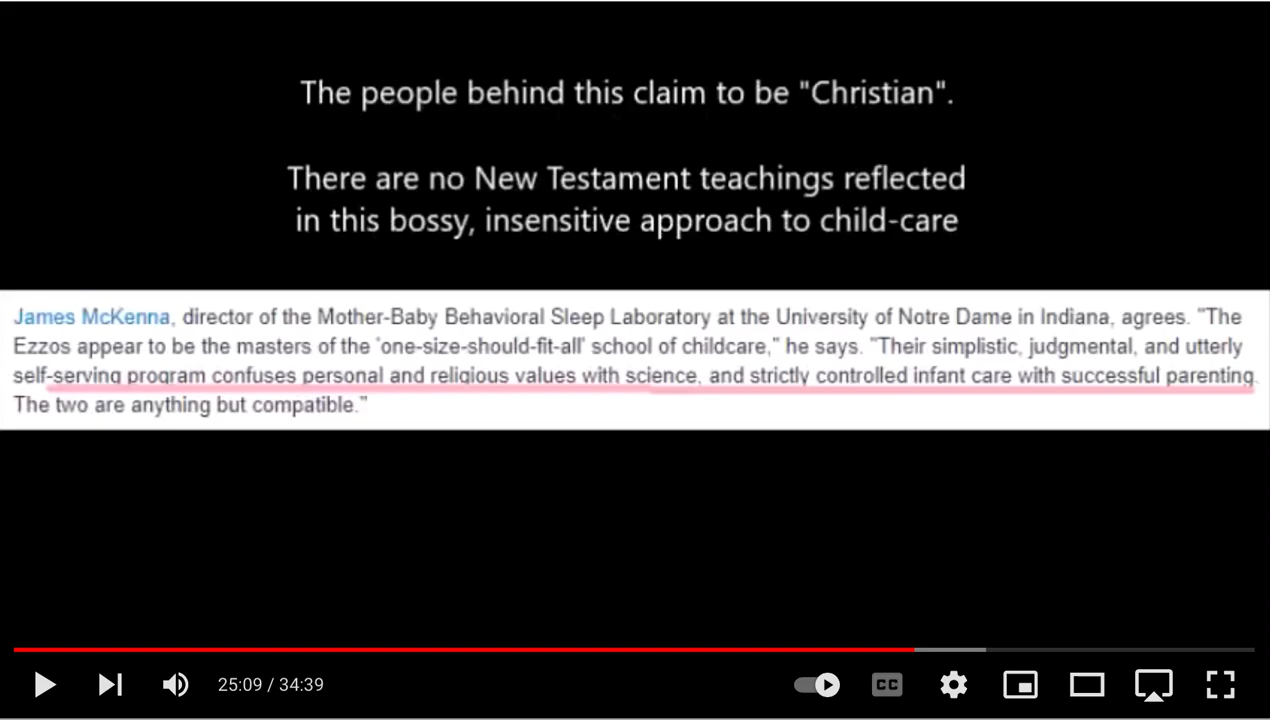 The people behind this claim to be "Christian".
There are no New Testament teachings reflected
in this bossy, insensitive approach to child-care
James McKenna, director of the Mother-Baby Behavioral Sleep Laboratory at the University of Notre Dame in Indiana, agrees. "The
Ezzos appear to be the masters of the 'one-size-should-fit-all' school of childcare," he says. "Their simplistic, judgmental, and utterly
self-serving program confuses personal and religious values with science, and strictly controlled infant care with successful parenting.
The two are anything but compatible."
25:09 / 34:39
CC